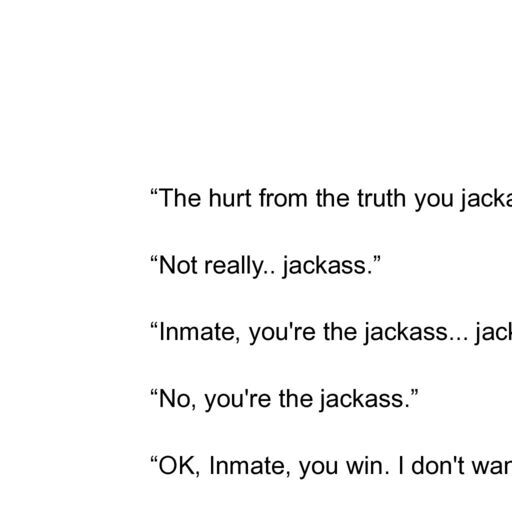 “The hurt from the truth you jacka
“Not really.. jackass.”
“Inmate, you're the jackass... jack
“No, you're the jackass.”
“OK, Inmate, you win. I don't wan